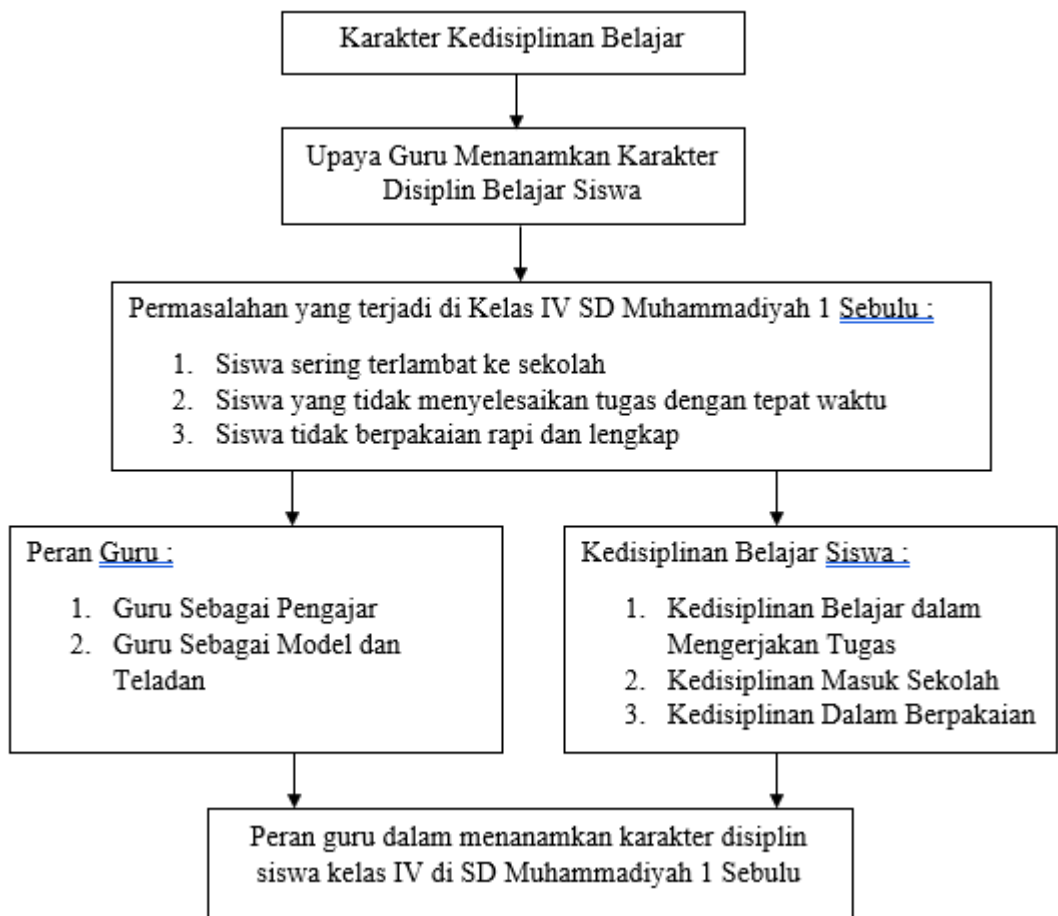 Karakter Kedisiplinan Belajar
Upaya Guru Menanamkan Karakter
Disiplin Belajar Siswa
Permasalahan yang terjadi di Kelas IV SD Muhammadiyah 1 Sebulu :
1. Siswa sering terlambat ke sekolah
2. Siswa yang tidak menyelesaikan tugas dengan tepat waktu
3. Siswa tidak berpakaian rapi dan lengkap
Peran Guru :
1. Guru Sebagai Pengajar
2. Guru Sebagai Model dan
Teladan
Kedisiplinan Belajar Siswa :
1. Kedisiplinan Belajar dalam
Mengerjakan Tugas
2. Kedisiplinan Masuk Sekolah
3. Kedisiplinan Dalam Berpakaian
Peran guru dalam menanamkan karakter disiplin
siswa kelas IV di SD Muhammadiyah 1 Sebulu